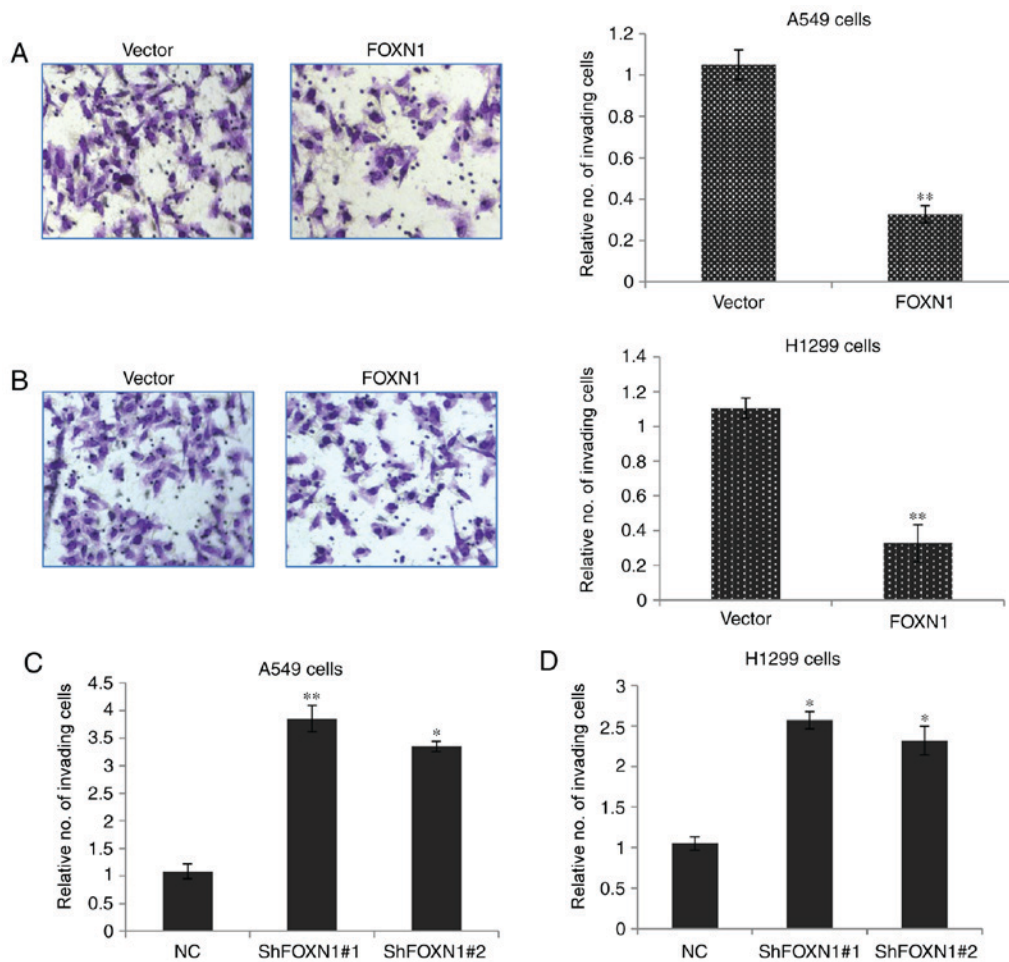 A
Vector
FOXN1
A549 cells
Relative no. of invading cells
1.2
1
0.8
0.6
0.4
0.2
0
**
Vector
FOXN1
B
Vector
FOXN1
H1299 cells
Relative no. of invading cells
1.4
1.2
1
0.8
0.6
0.4
0.2
0
**
Vector
FOXN1
C
A549 cells
Relative no. of invading cells
4.5
4
3.5
3
2.5
2
1.5
1
0.5
0
**
*
NC
ShFOXN1#1
ShFOXN1#2
D
H1299 cells
Relative no. of invading cells
3
2.5
2
1.5
1
0.5
0
*
*
NC
ShFOXN1#1
ShFOXN1#2